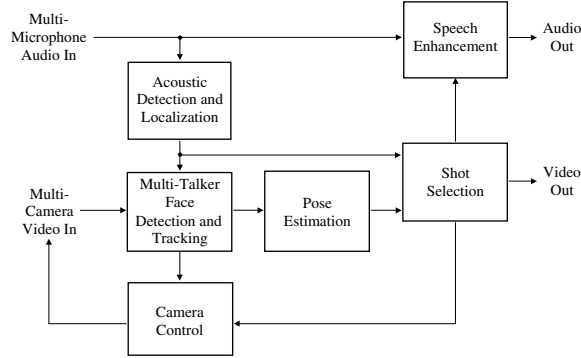 Multi-
Microphone
Audio In
Speech
Enhancement
Audio
Out
Acoustic
Detection and
Localization
Multi-
Camera
Video In
Multi-Talker
Face
Detection and
Tracking
Pose
Estimation
Shot
Selection
Video
Out
Camera
Control